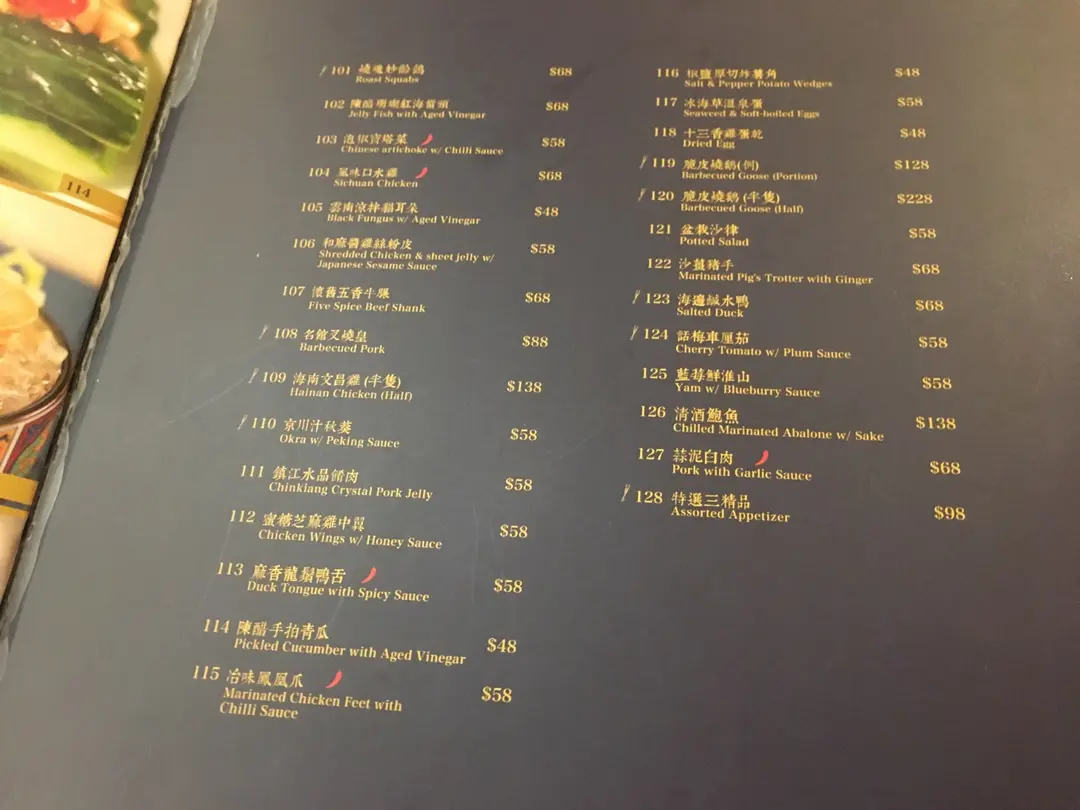 114
101 燒
Roast Squabs
$68
102 陳醋
Jelly Fish with Aged Vinegar
$68
103 泡椒寶塔菜
Chinese artichoke w/ Chilli Sauce
$58
104 風味口水雞
Sichuan Chicken
$68
105 雲南涼拌貓耳朵
Black Fungus w/ Aged Vinegar
$48
106 和麻醬雞絲粉皮
Shredded Chicken & sheet jelly w/
Japanese Sesame Sauce
$58
107 懷舊五香牛𦟌
Five Spice Beef Shank
$68
108 名館叉燒皇
Barbecued Pork
$88
109 海南文昌雞 (半隻)
Hainan Chicken (Half)
$138
110 京川汁秋葵
Okra w/ Peking Sauce
$58
111 鎮江水晶餚肉
Chinkiang Crystal Pork Jelly
$58
112 蜜糖芝麻雞中翼
Chicken Wings w/ Honey Sauce
$58
113 麻香龍鬚鴨舌
Duck Tongue with Spicy Sauce
$58
114 陳醋手拍青瓜
Pickled Cucumber with Aged Vinegar
$48
115 冶味鳳凰爪
Marinated Chicken Feet with
Chilli Sauce
$58
116 椒鹽厚切炸薯角
Salt & Pepper Potato Wedges
$48
117 冰海草溫泉蛋
Seaweed & Soft-boiled Eggs
$58
118 十三香雞蛋乾
Dried Egg
$48
119 脆皮燒鵝(例)
Barbecued Goose (Portion)
$128
120 脆皮燒鵝 (半隻)
Barbecued Goose (Half)
$228
121 盆栽沙律
Potted Salad
$58
122 沙薑豬手
Marinated Pig's Trotter with Ginger
$68
123 海邊鹹水鴨
Salted Duck
$68
124 話梅車厘茄
Cherry Tomato w/ Plum Sauce
$58
125 藍莓鮮淮山
Yam w/ Blueburry Sauce
$58
126 清酒鮑魚
Chilled Marinated Abalone w/ Sake
$138
127 蒜泥白肉
Pork with Garlic Sauce
$68
128 特選三精品
Assorted Appetizer
$98